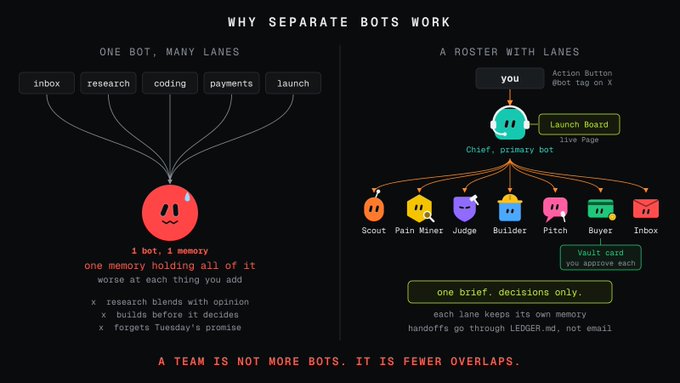 WHY SEPARATE BOTS WORK
ONE BOT, MANY LANES
inbox
research
coding
payments
launch
1 bot, 1 memory
one memory holding all of it
worse at each thing you add
x research blends with opinion
x builds before it decides
x forgets Tuesday's promise
A ROSTER WITH LANES
you
Action Button
@bot tag on X
Launch Board
live Page
Chief, primary bot
Scout
Pain Miner
Judge
Builder
Pitch
Buyer
Inbox
Vault card
you approve each
one brief. decisions only.
each lane keeps its own memory
handoffs go through LEDGER.md, not email
A TEAM IS NOT MORE BOTS. IT IS FEWER OVERLAPS.